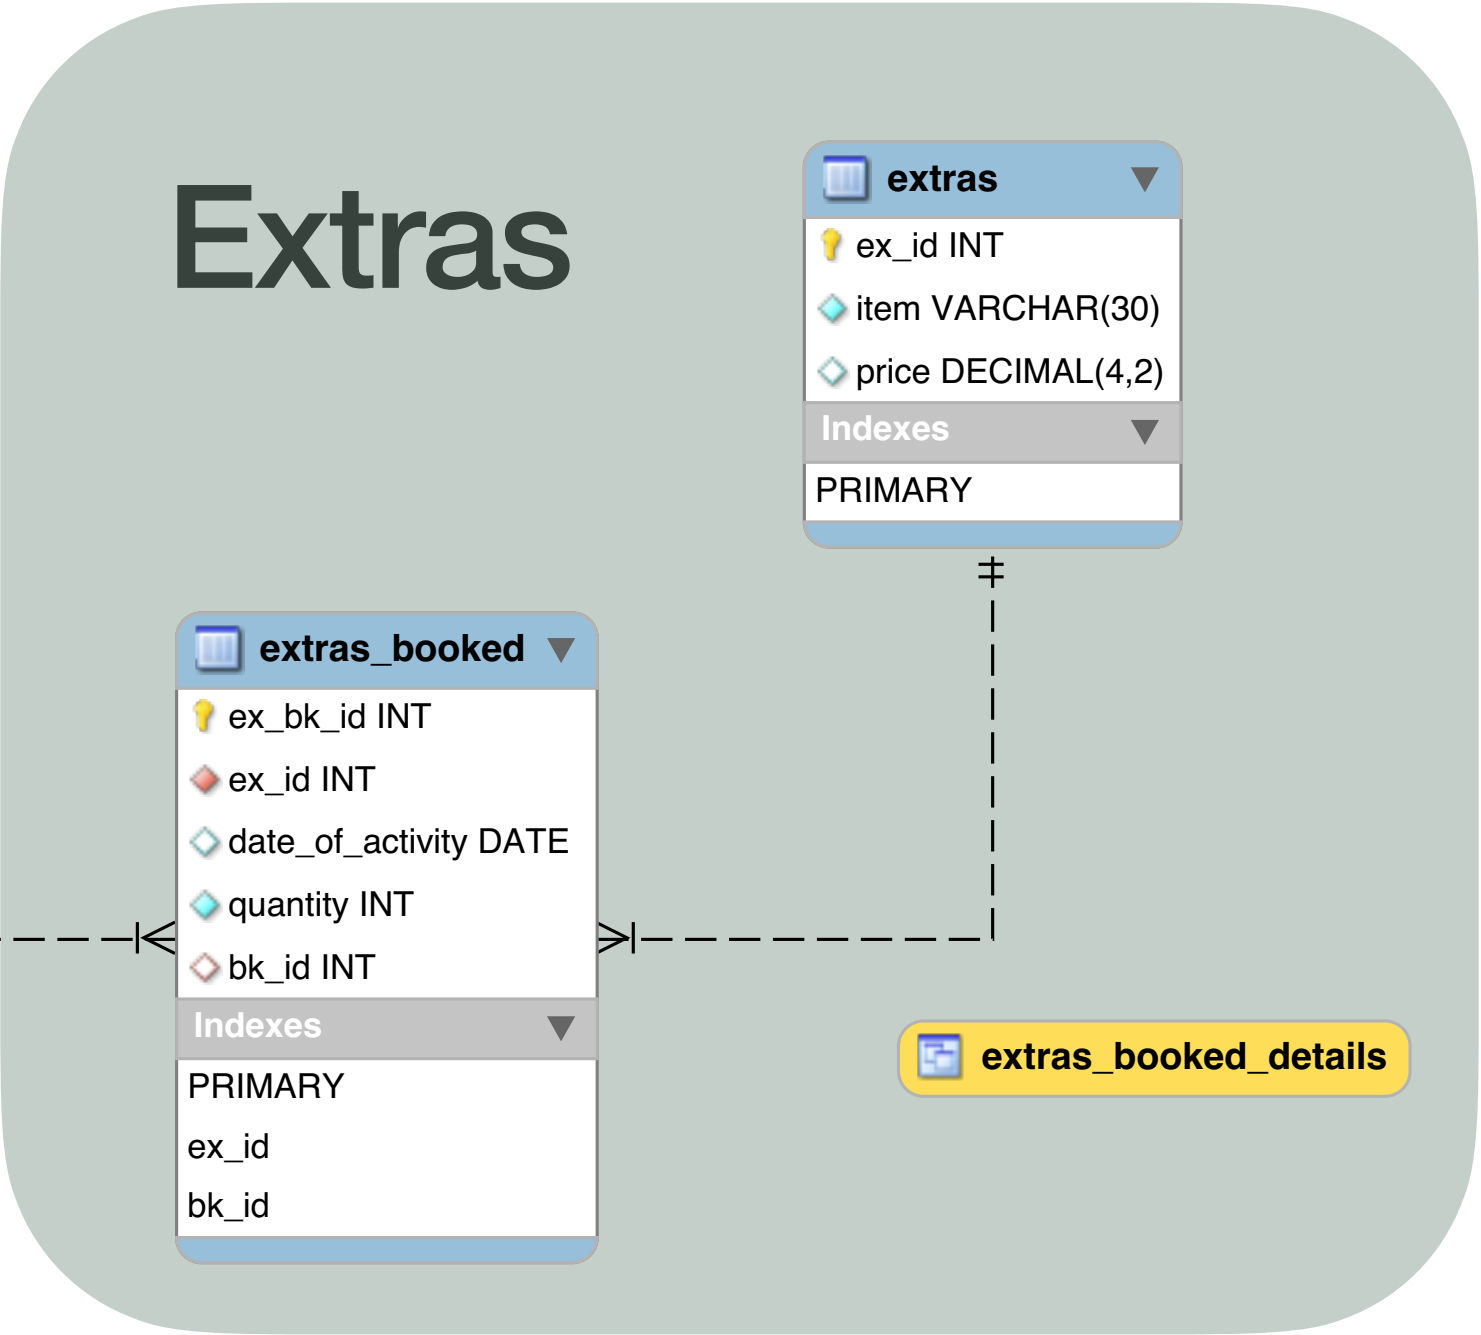 Extras
extras
ex_id INT
item VARCHAR(30)
price DECIMAL(4,2)
Indexes
PRIMARY
extras_booked
ex_bk_id INT
ex_id INT
date_of_activity DATE
quantity INT
bk_id INT
Indexes
PRIMARY
ex_id
bk_id
extras_booked_details